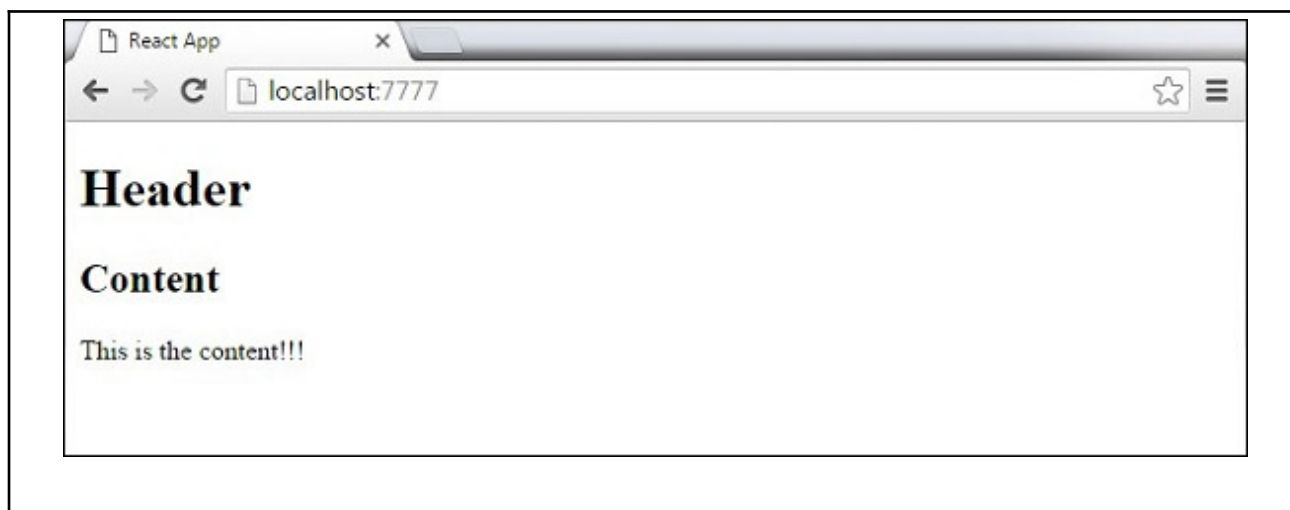 React App
localhost:7777
Header
Content
This is the content!!!